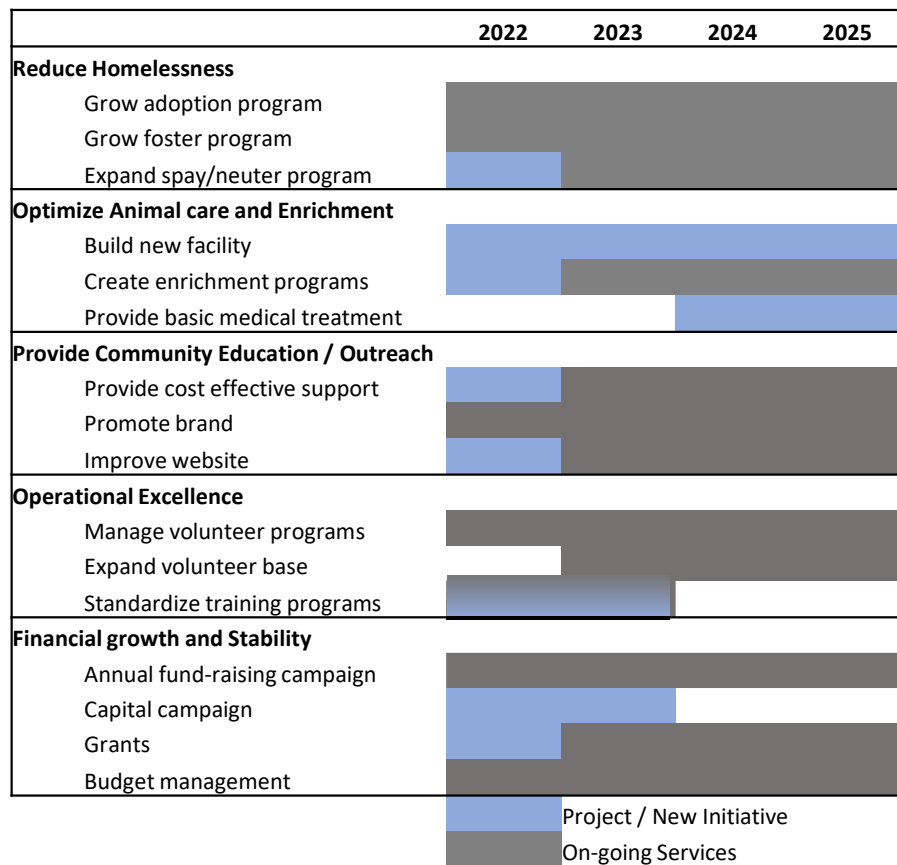 2022 2023 2024 2025
Reduce Homelessness
Grow adoption program
Grow foster program
Expand spay/neuter program
Optimize Animal care and Enrichment
Build new facility
Create enrichment programs
Provide basic medical treatment
Provide Community Education / Outreach
Provide cost effective support
Promote brand
Improve website
Operational Excellence
Manage volunteer programs
Expand volunteer base
Standardize training programs
Financial growth and Stability
Annual fund-raising campaign
Capital campaign
Grants
Budget management
Project / New Initiative
On-going Services